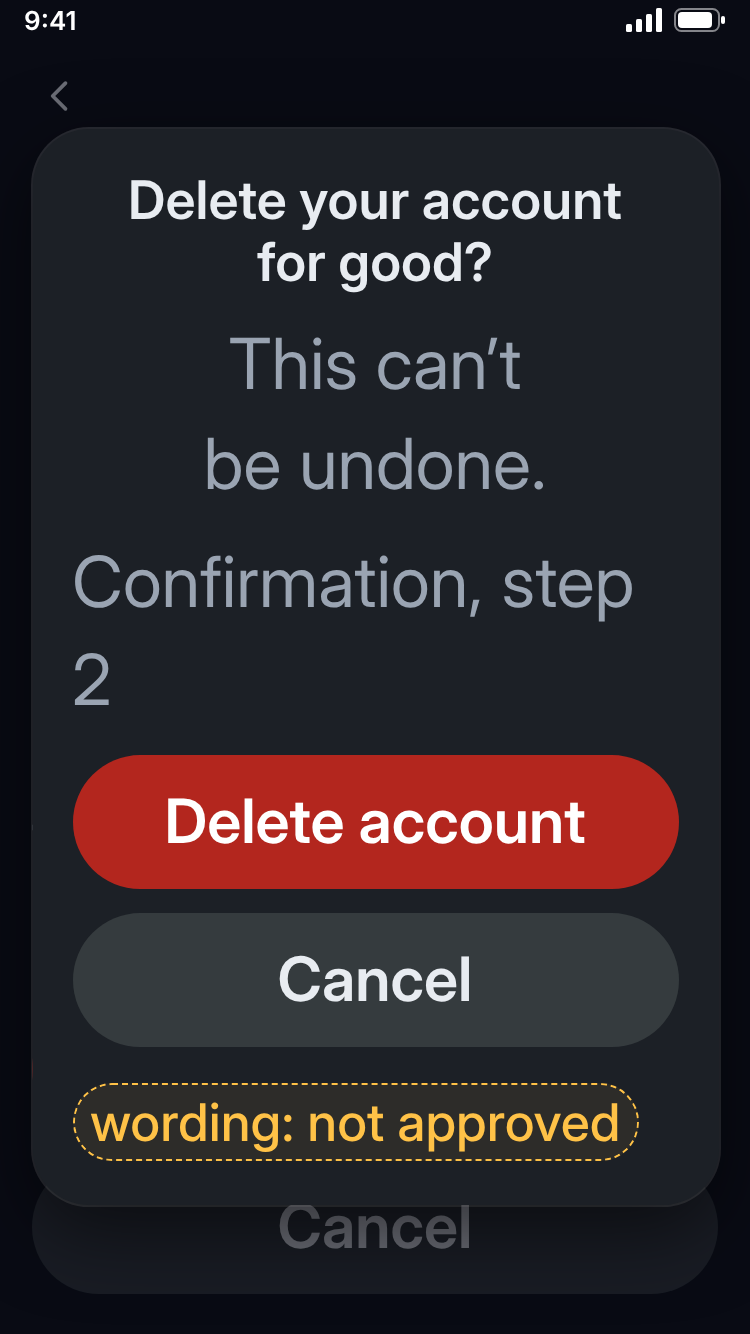 9:41
Delete your account
for good?
This can’t
be undone.
Confirmation, step
2
Delete account
Cancel
wording: not approved
Cancel